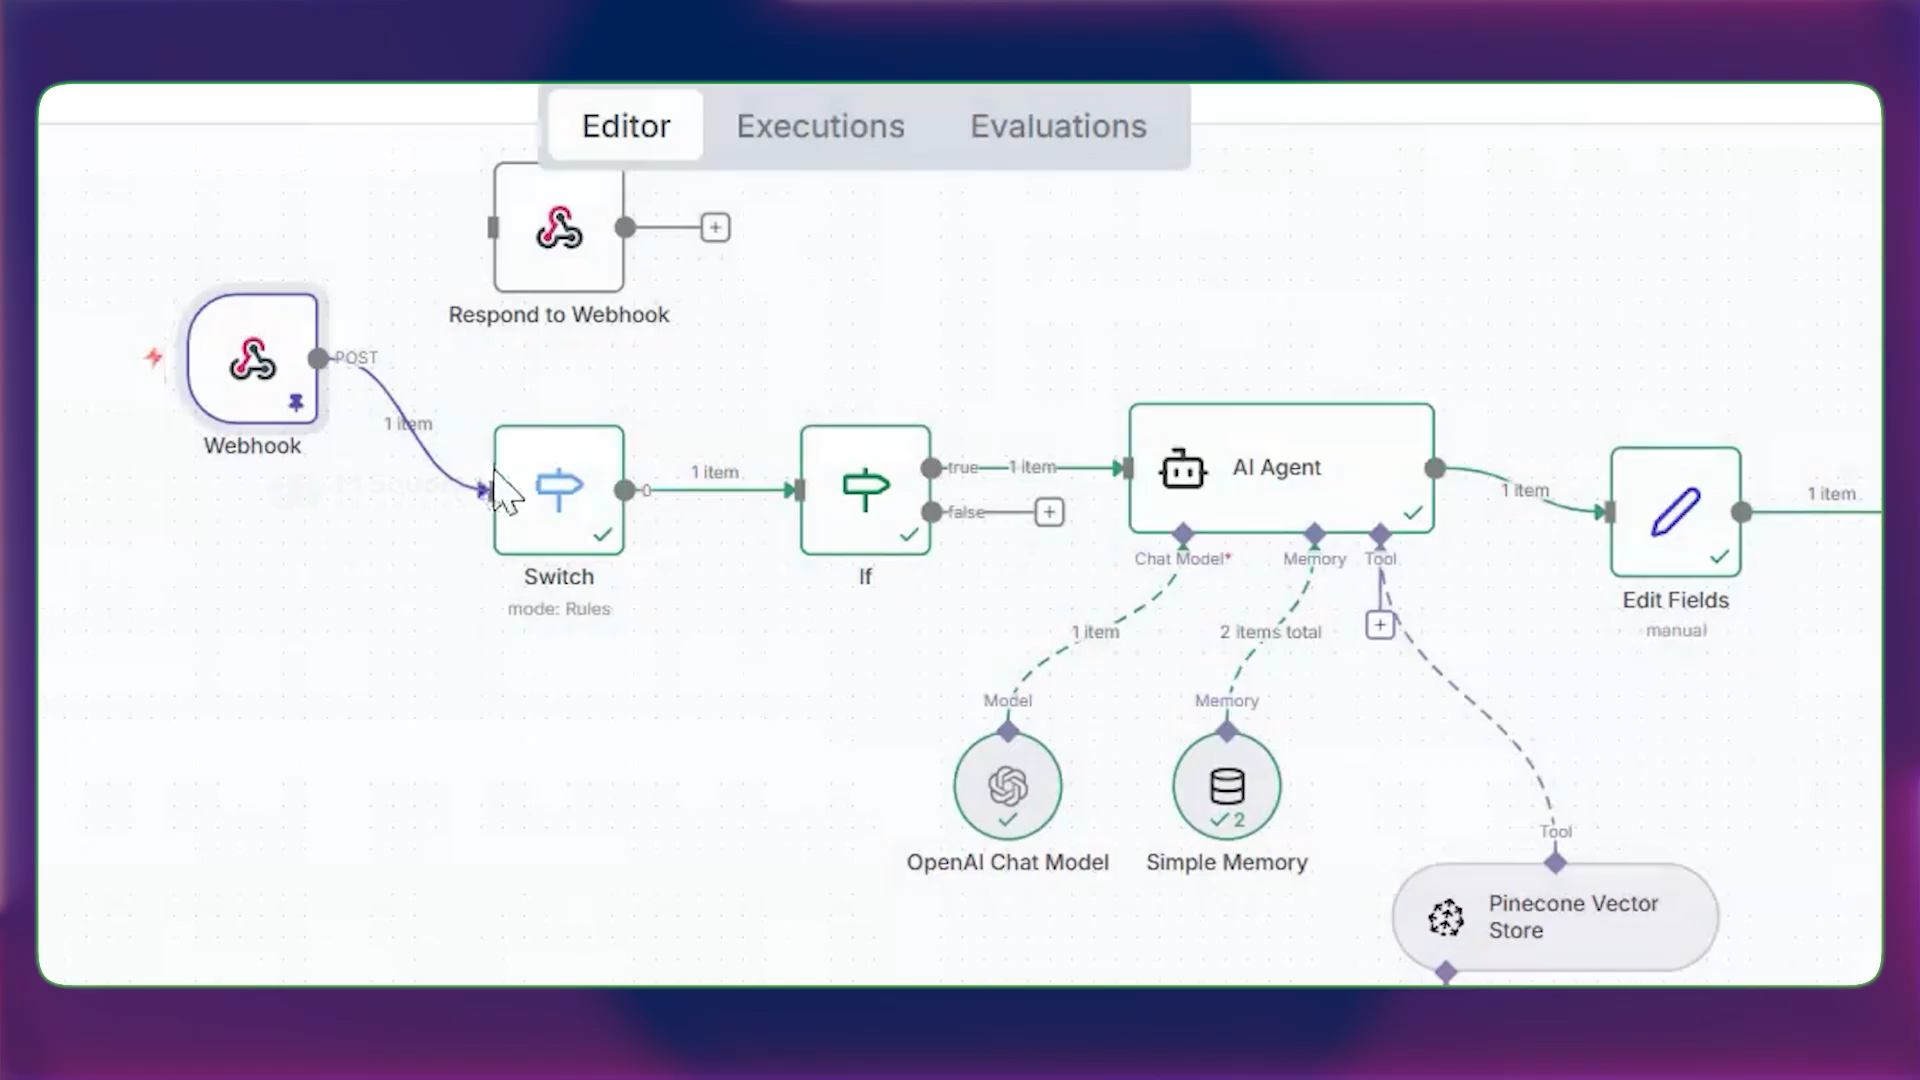 Editor
Executions
Evaluations
Respond to Webhook
POST
1 item
Webhook
Switch
mode: Rules
0
1 item
If
true
1 item
false
AI Agent
Chat Model*
Memory
Tool
1 item
Edit Fields
manual
1 item
1 item
2 items total
Model
Memory
2
OpenAI Chat Model
Simple Memory
Tool
Pinecone Vector
Store